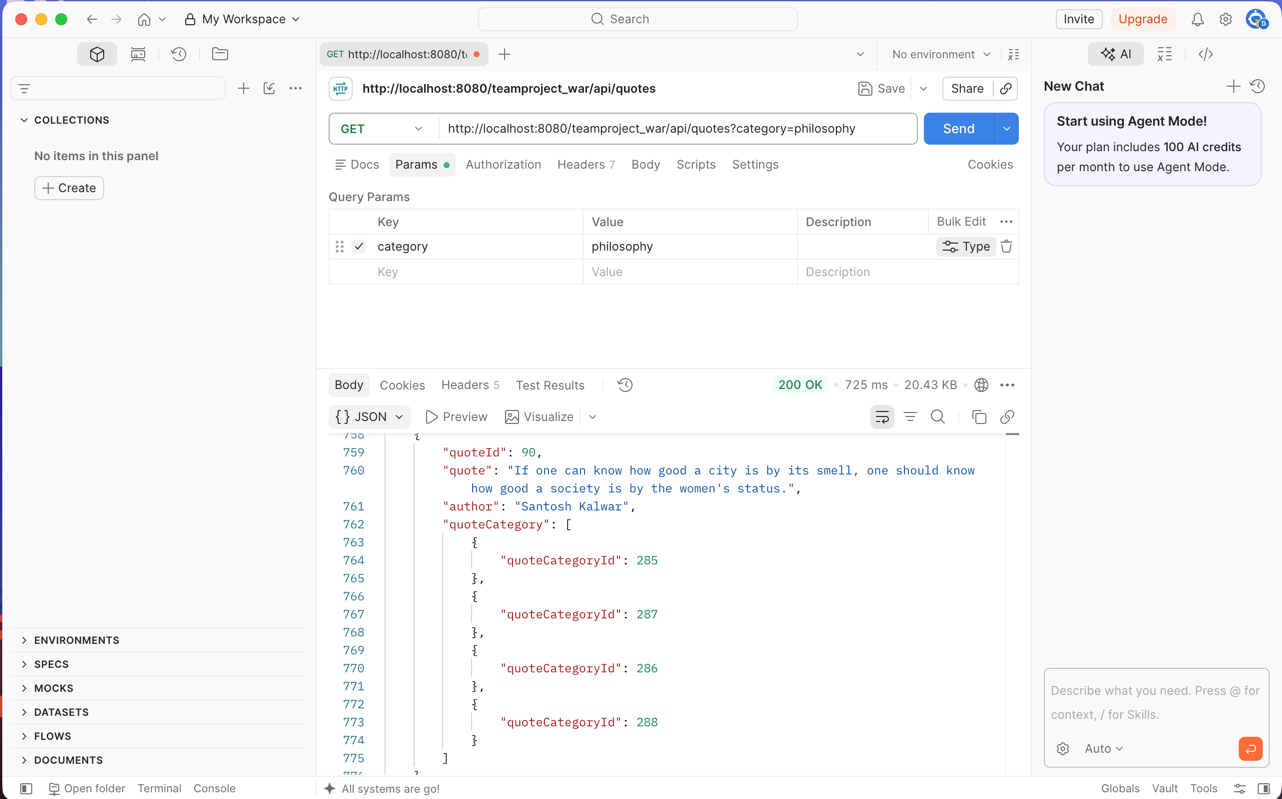 My Workspace
Search
Invite
Upgrade
GET http://localhost:8080/t
No environment
AI
HTTP http://localhost:8080/teamproject_war/api/quotes
Save
Share
New Chat
COLLECTIONS
No items in this panel
Create
GET http://localhost:8080/teamproject_war/api/quotes?category=philosophy
Send
Start using Agent Mode!
Your plan includes 100 AI credits
per month to use Agent Mode.
Docs Params Authorization Headers 7 Body Scripts Settings Cookies
Query Params
Key Value Description Bulk Edit
category philosophy Type
Key Value Description
Body Cookies Headers 5 Test Results 200 OK 725 ms 20.43 KB
{} JSON Preview Visualize
758 {
759 "quoteId": 90,
760 "quote": "If one can know how good a city is by its smell, one should know
how good a society is by the women's status.",
761 "author": "Santosh Kalwar",
762 "quoteCategory": [
763 {
764 "quoteCategoryId": 285
765 },
766 {
767 "quoteCategoryId": 287
768 },
769 {
770 "quoteCategoryId": 286
771 },
772 {
773 "quoteCategoryId": 288
774 }
775 ]
776 }
ENVIRONMENTS
SPECS
MOCKS
DATASETS
FLOWS
DOCUMENTS
Describe what you need. Press @ for
context, / for Skills.
Auto
Open folder Terminal Console
All systems are go!
Globals Vault Tools